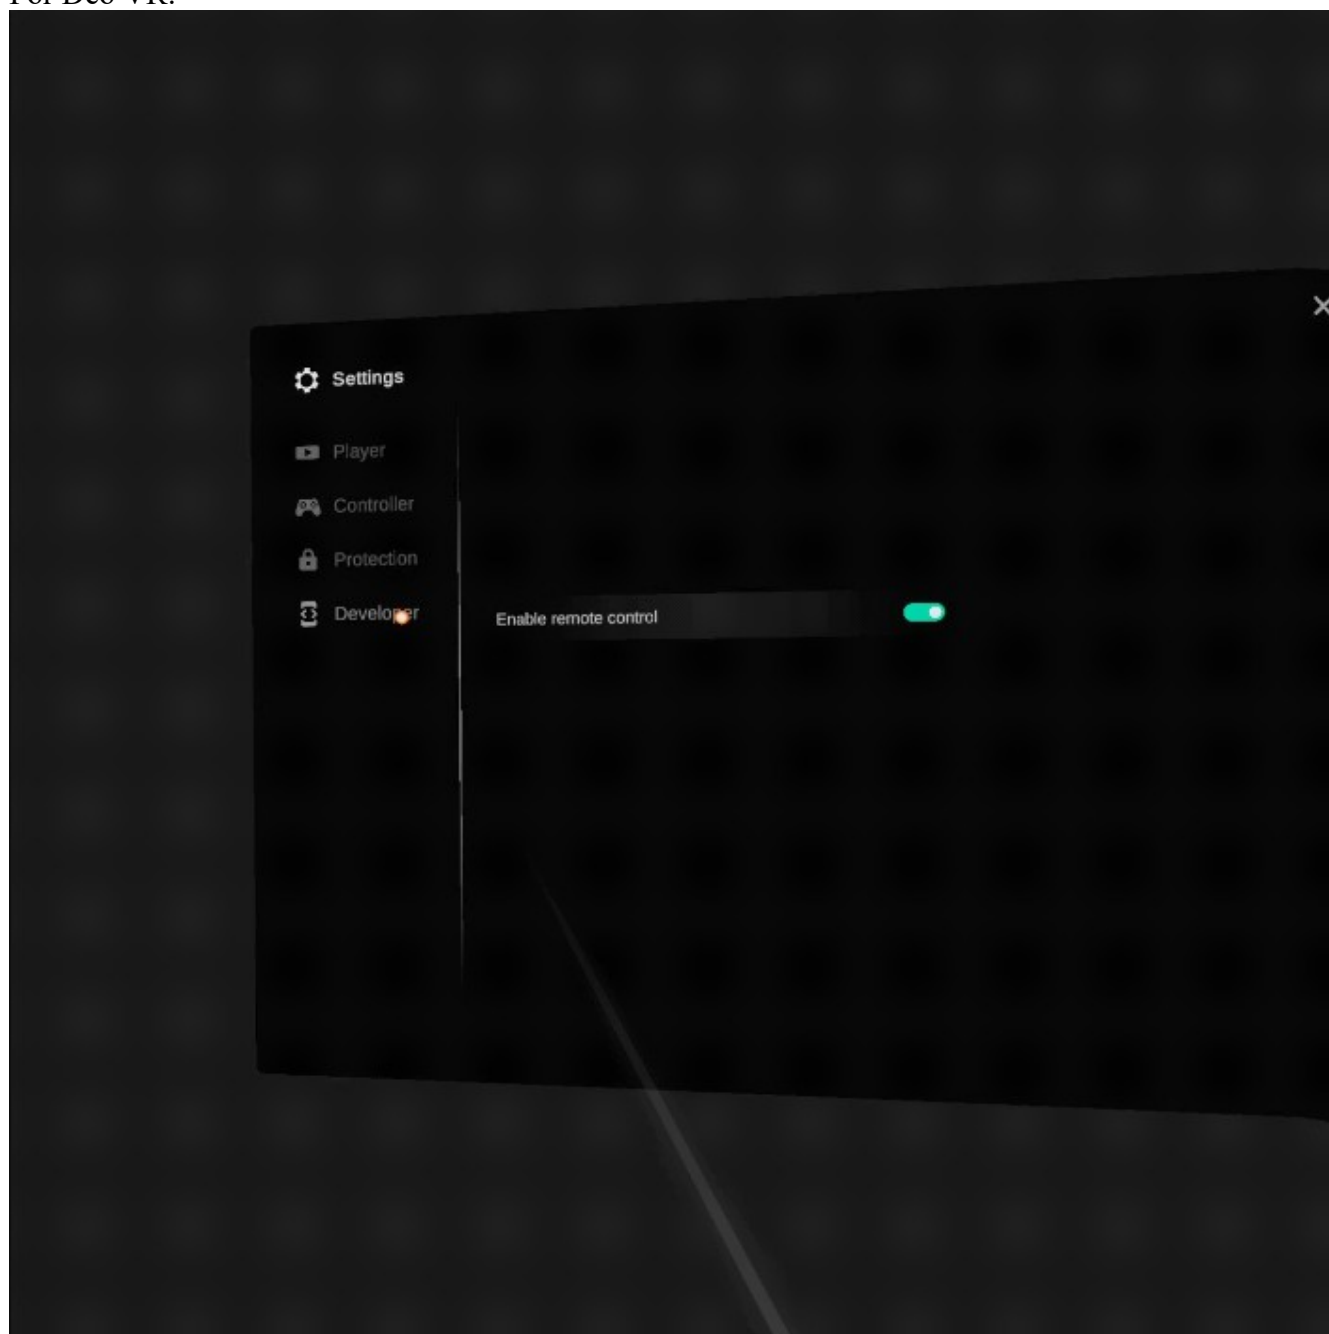 Settings
Player
Controller
Protection
Developer
Enable remote control